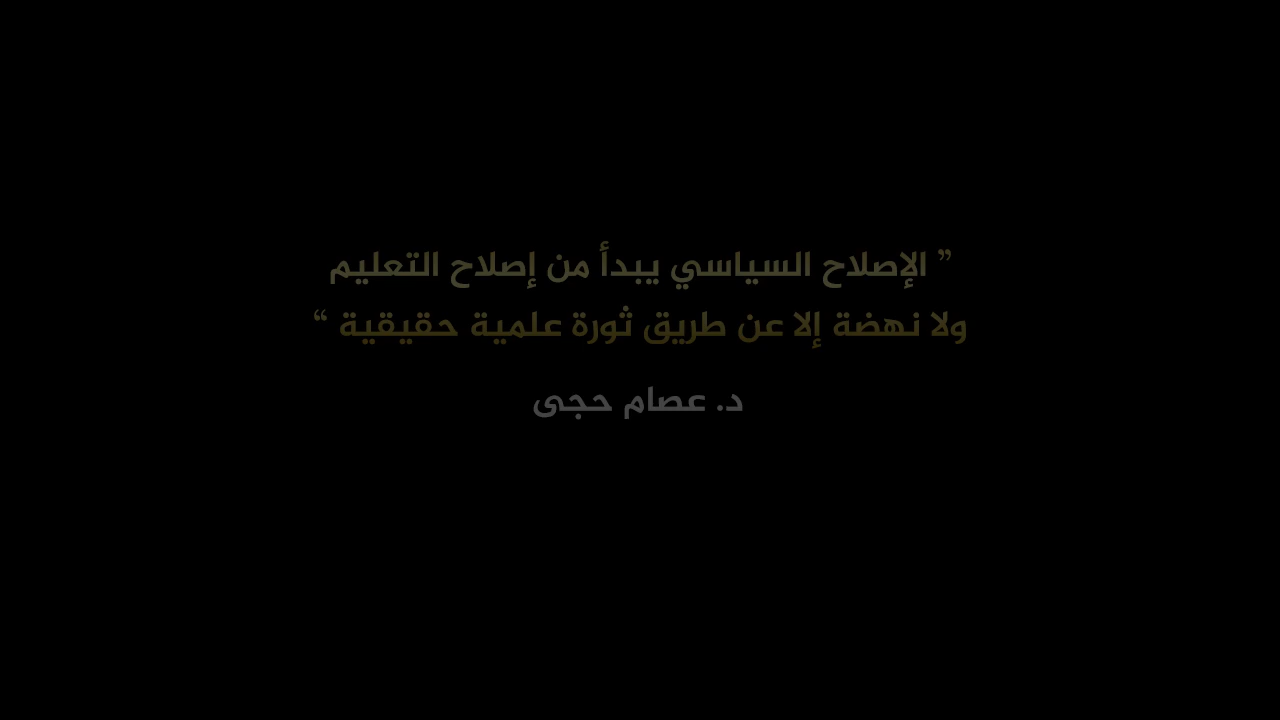 ” الإصلاح السياسي يبدأ من إصلاح التعليم
ولا نهضة إلا عن طريق ثورة علمية حقيقية “
د. عصام حجى